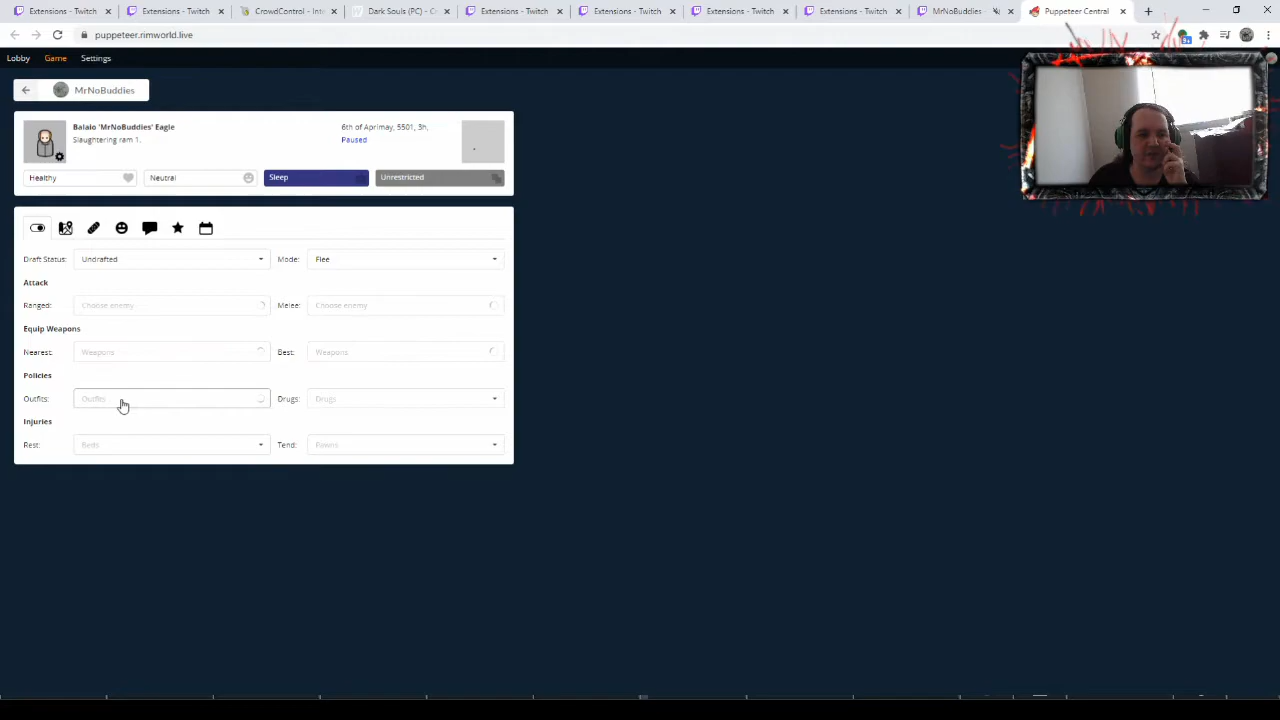 Extensions - Twitch
Extensions - Twitch
CrowdControl - Inte
Dark Souls (PC) - C
Extensions - Twitch
Extensions - Twitch
Extensions - Twitch
Extensions - Twitch
MrNoBuddies -
Puppeteer Central
puppeteer.rimworld.live
Lobby Game Settings
MrNoBuddies
Balaio 'MrNoBuddies' Eagle
6th of Aprimay, 5501, 3h,
Slaughtering ram 1.
Paused
Healthy Neutral Sleep Unrestricted
Draft Status: Undrafted Mode: Flee
Attack
Ranged: Choose enemy Melee: Choose enemy
Equip Weapons
Nearest: Weapons Best: Weapons
Policies
Outfits: Outfits Drugs: Drugs
Injuries
Rest: Beds Tend: Pawns